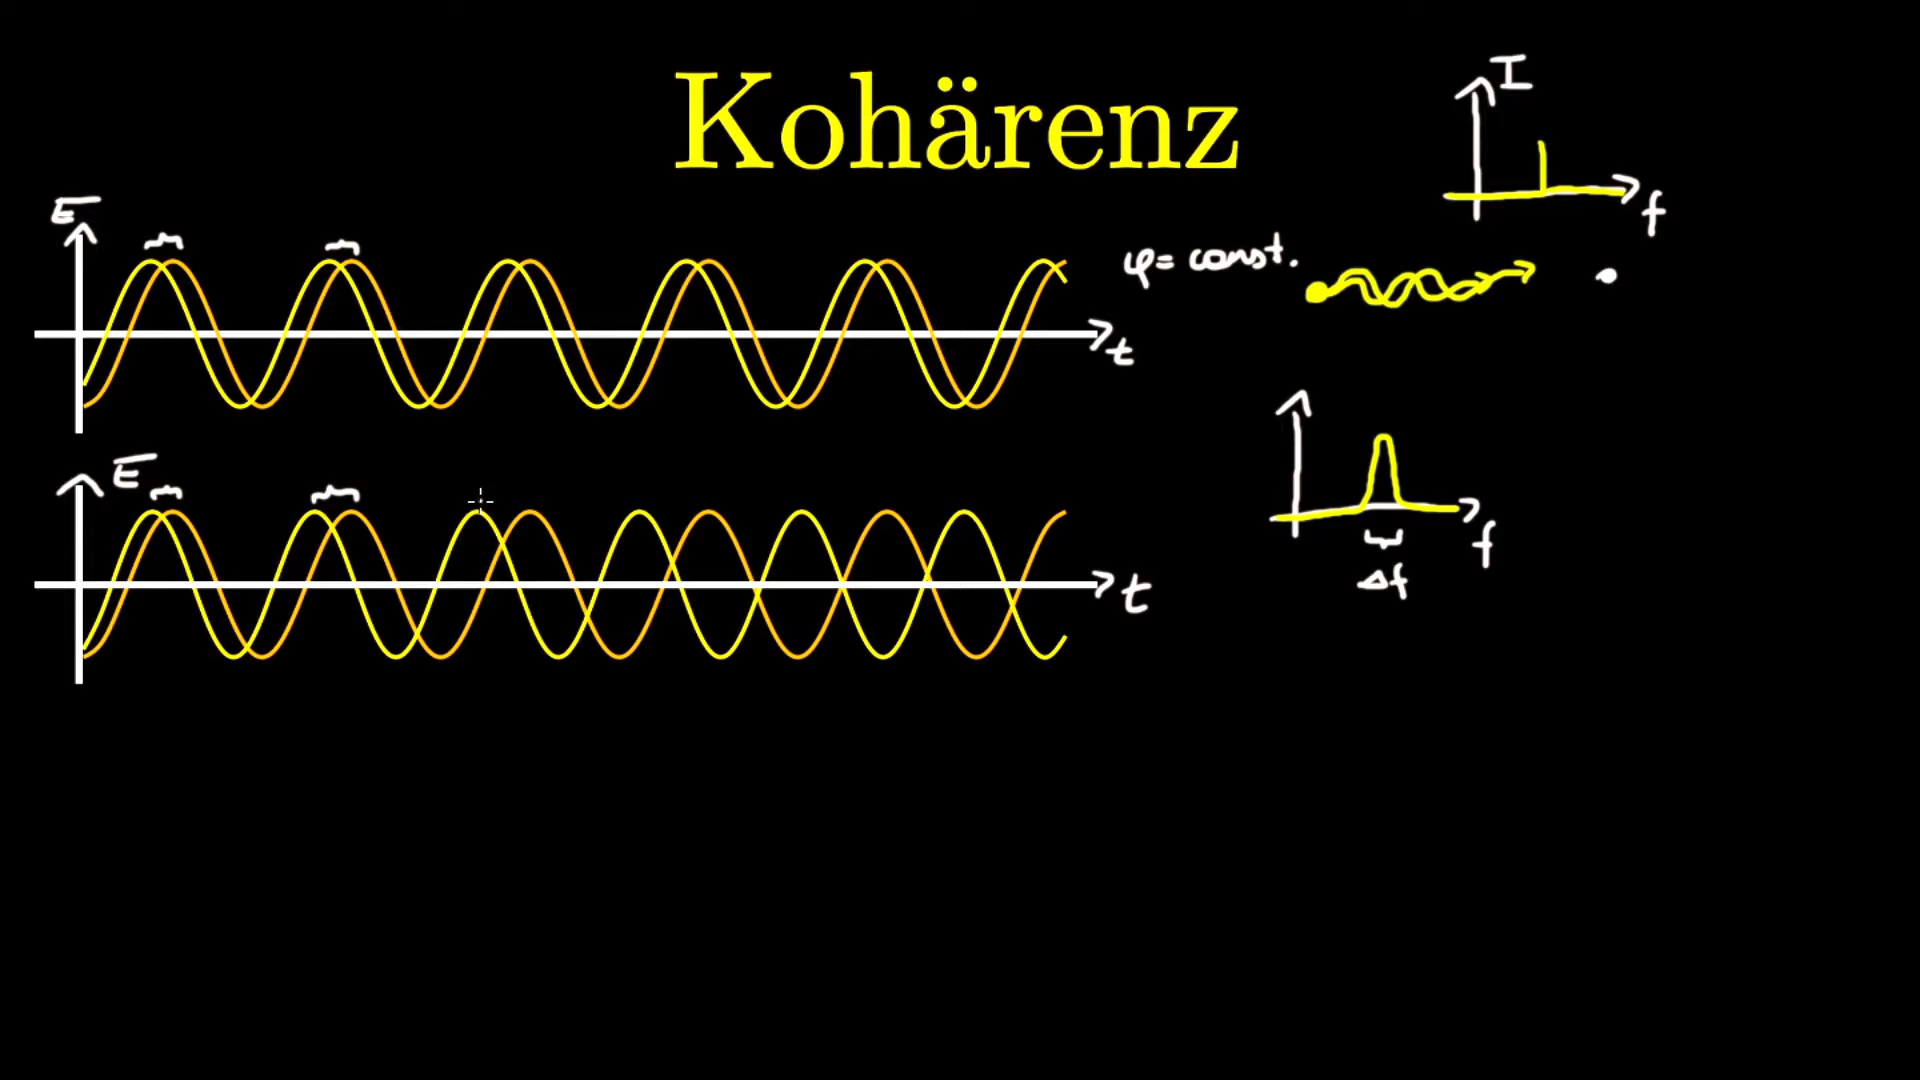 Kohärenz
I
f
E
φ = const.
t
E
f
Δf
t